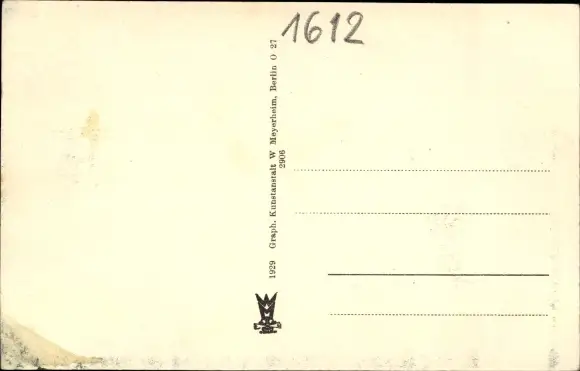 1612
1929 Graph. Kunstanstalt W Meyerheim, Berlin O 27
2906